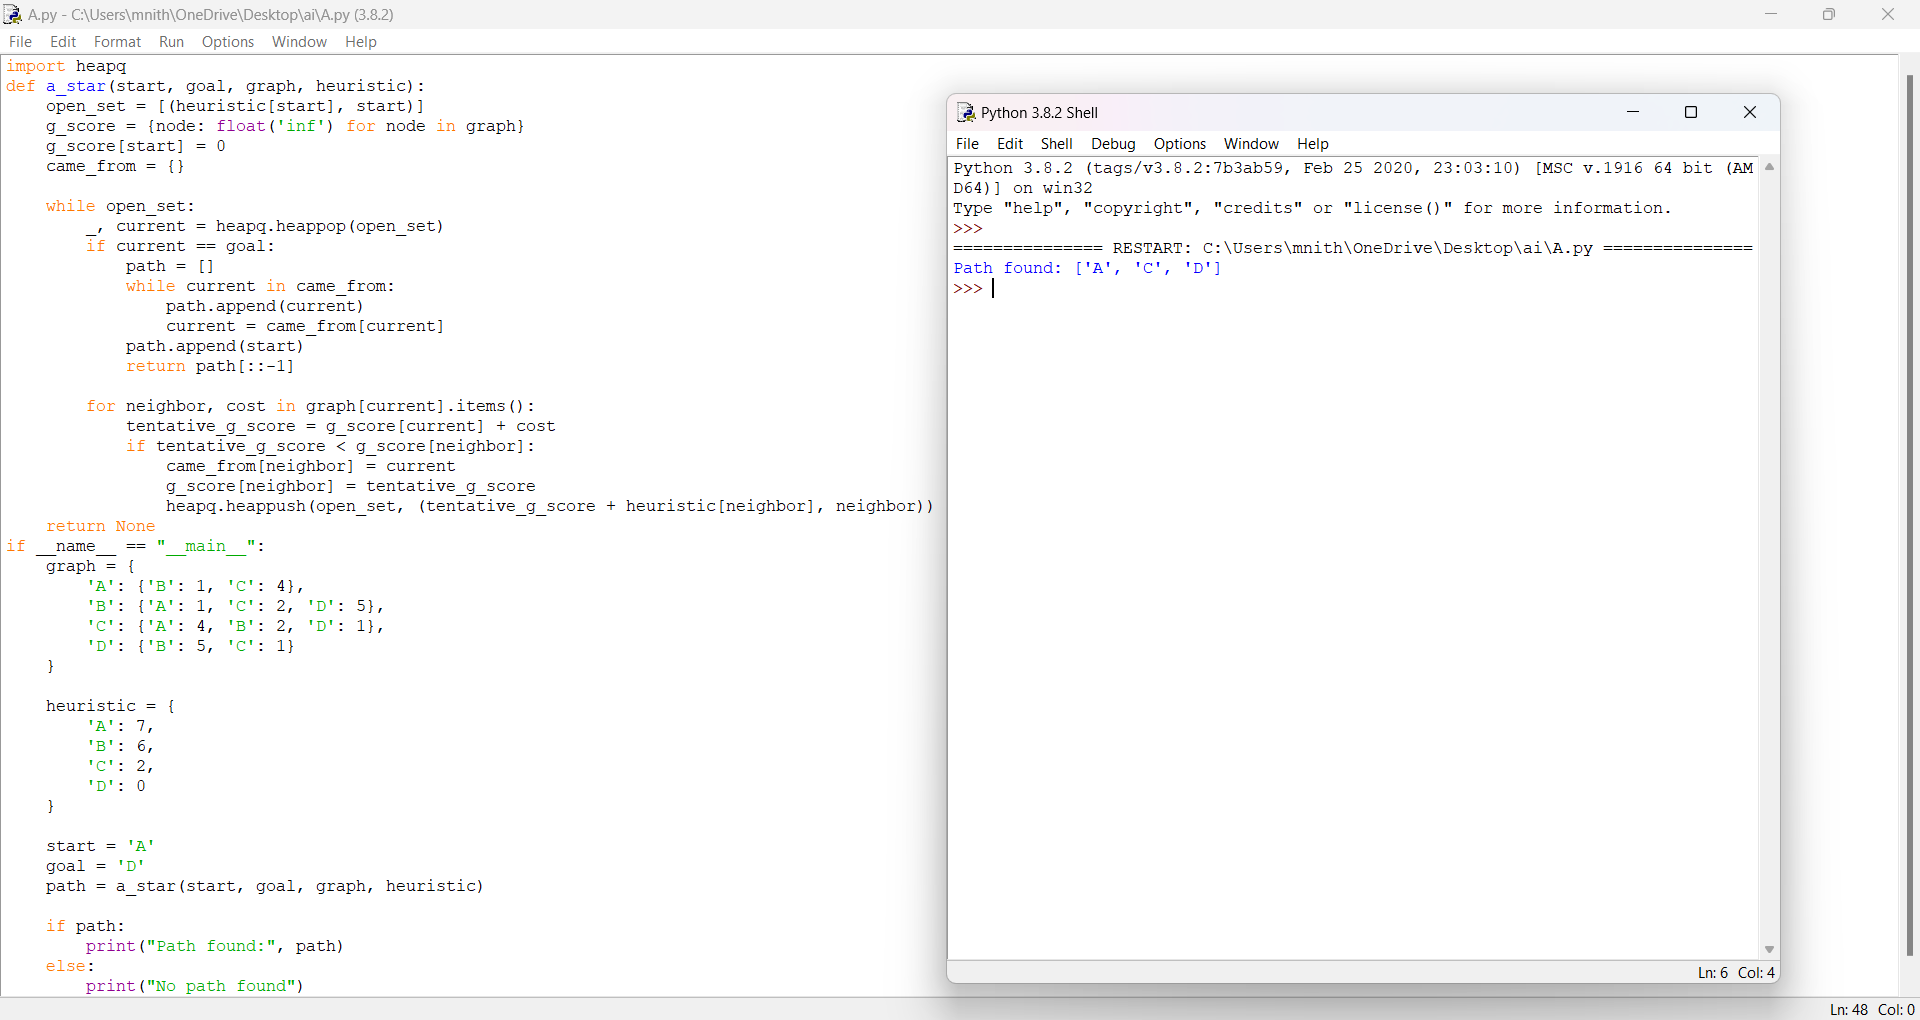 A.py - C:\Users\mnith\OneDrive\Desktop\ai\A.py (3.8.2)
File Edit Format Run Options Window Help
import heapq
def a_star(start, goal, graph, heuristic):
    open_set = [(heuristic[start], start)]
    g_score = {node: float('inf') for node in graph}
    g_score[start] = 0
    came_from = {}

    while open_set:
        _, current = heapq.heappop(open_set)
        if current == goal:
            path = []
            while current in came_from:
                path.append(current)
                current = came_from[current]
            path.append(start)
            return path[::-1]

        for neighbor, cost in graph[current].items():
            tentative_g_score = g_score[current] + cost
            if tentative_g_score < g_score[neighbor]:
                came_from[neighbor] = current
                g_score[neighbor] = tentative_g_score
                heapq.heappush(open_set, (tentative_g_score + heuristic[neighbor], neighbor))
    return None
if __name__ == "__main__":
    graph = {
        'A': {'B': 1, 'C': 4},
        'B': {'A': 1, 'C': 2, 'D': 5},
        'C': {'A': 4, 'B': 2, 'D': 1},
        'D': {'B': 5, 'C': 1}
    }

    heuristic = {
        'A': 7,
        'B': 6,
        'C': 2,
        'D': 0
    }

    start = 'A'
    goal = 'D'
    path = a_star(start, goal, graph, heuristic)

    if path:
        print("Path found:", path)
    else:
        print("No path found")
Ln: 48 Col: 0
Python 3.8.2 Shell
File Edit Shell Debug Options Window Help
Python 3.8.2 (tags/v3.8.2:7b3ab59, Feb 25 2020, 23:03:10) [MSC v.1916 64 bit (AM
D64)] on win32
Type "help", "copyright", "credits" or "license()" for more information.
>>>
=============== RESTART: C:\Users\mnith\OneDrive\Desktop\ai\A.py ===============
Path found: ['A', 'C', 'D']
>>>
Ln: 6 Col: 4